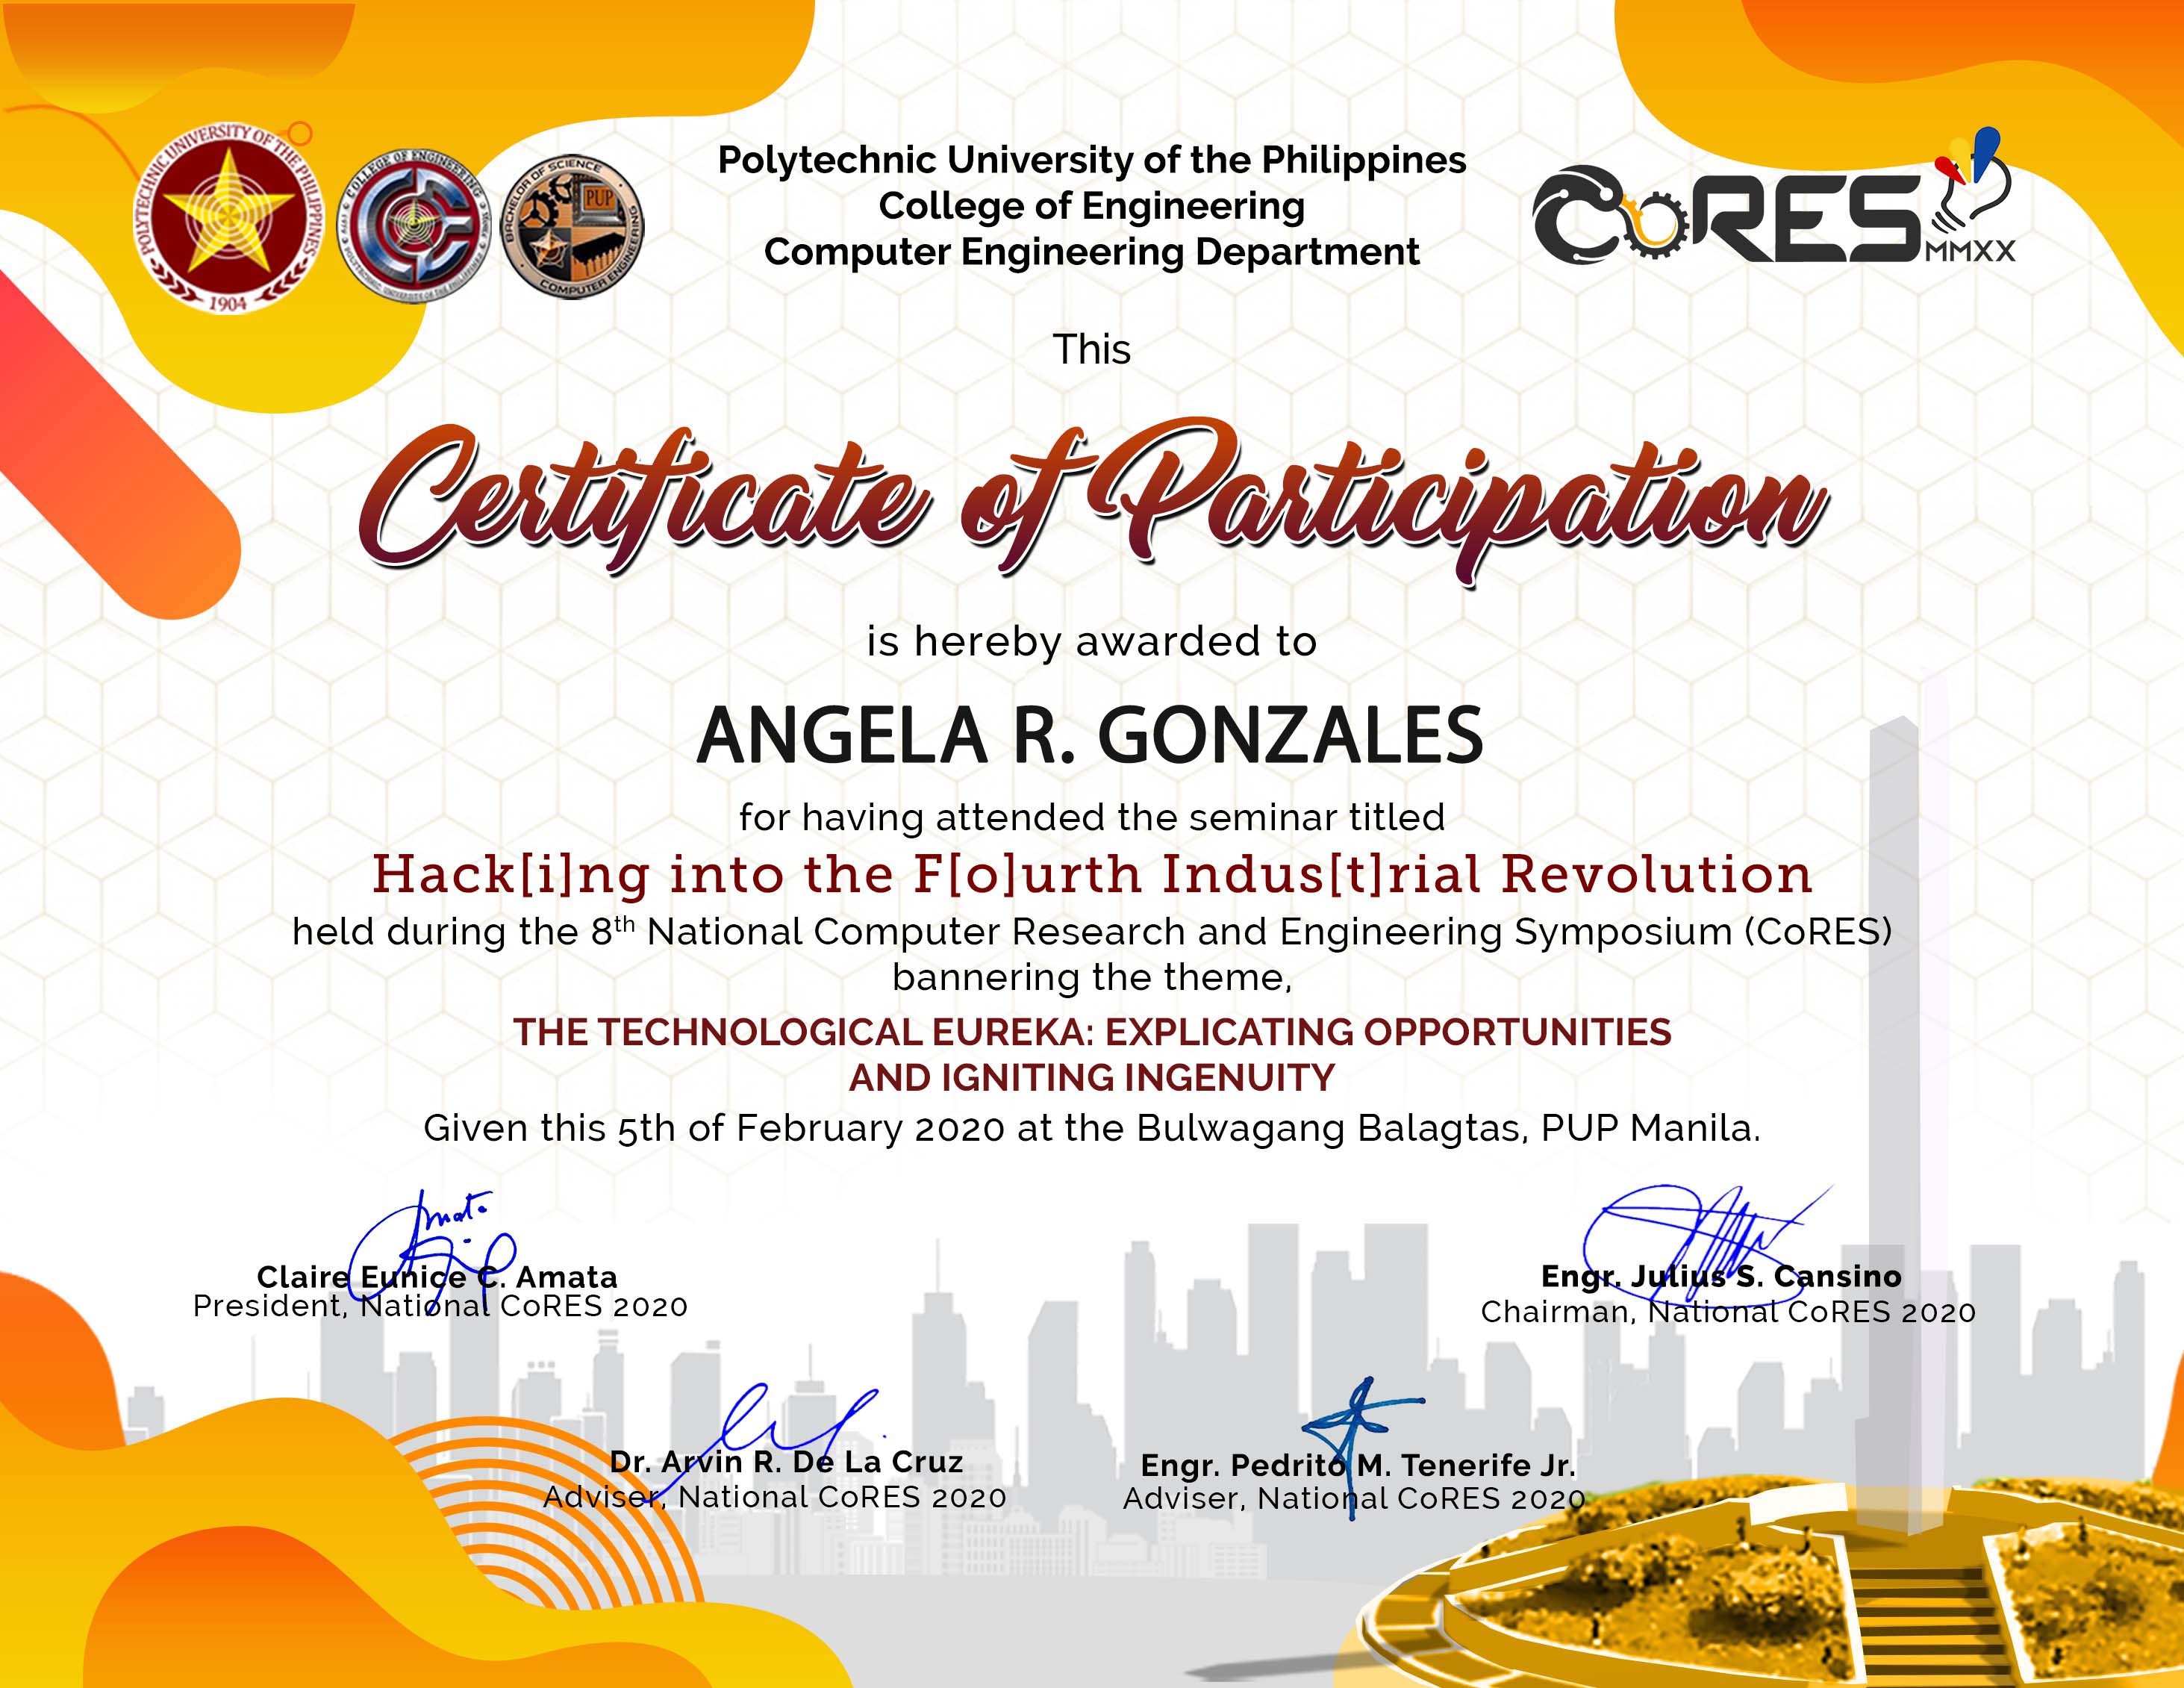 POLYTECHNIC UNIVERSITY OF THE PHILIPPINES
1904
COLLEGE OF ENGINEERING
BACHELOR OF SCIENCE
PUP
COMPUTER ENGINEERING
Polytechnic University of the Philippines
College of Engineering
Computer Engineering Department
CoRES
MMXX
This
Certificate of Participation
is hereby awarded to
ANGELA R. GONZALES
for having attended the seminar titled
Hack[i]ng into the F[o]urth Indus[t]rial Revolution
held during the 8th National Computer Research and Engineering Symposium (CoRES)
bannering the theme,
THE TECHNOLOGICAL EUREKA: EXPLICATING OPPORTUNITIES
AND IGNITING INGENUITY
Given this 5th of February 2020 at the Bulwagang Balagtas, PUP Manila.
Claire Eunice C. Amata
President, National CoRES 2020
Engr. Julius S. Cansino
Chairman, National CoRES 2020
Dr. Arvin R. De La Cruz
Adviser, National CoRES 2020
Engr. Pedrito M. Tenerife Jr.
Adviser, National CoRES 2020